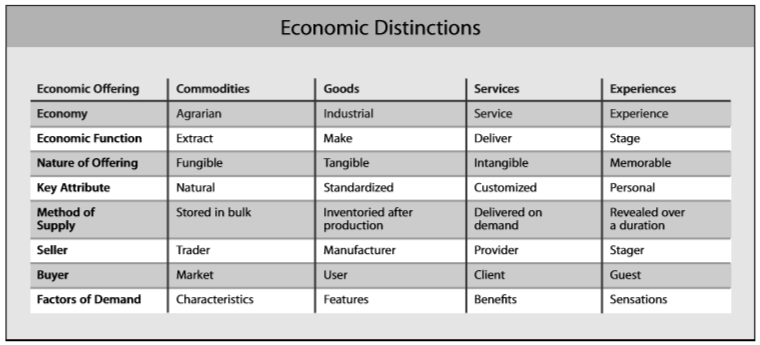 Economic Distinctions
Economic Offering Commodities Goods Services Experiences
Economy Agrarian Industrial Service Experience
Economic Function Extract Make Deliver Stage
Nature of Offering Fungible Tangible Intangible Memorable
Key Attribute Natural Standardized Customized Personal
Method of Stored in bulk Inventoried after Delivered on Revealed over
Supply production demand a duration
Seller Trader Manufacturer Provider Stager
Buyer Market User Client Guest
Factors of Demand Characteristics Features Benefits Sensations